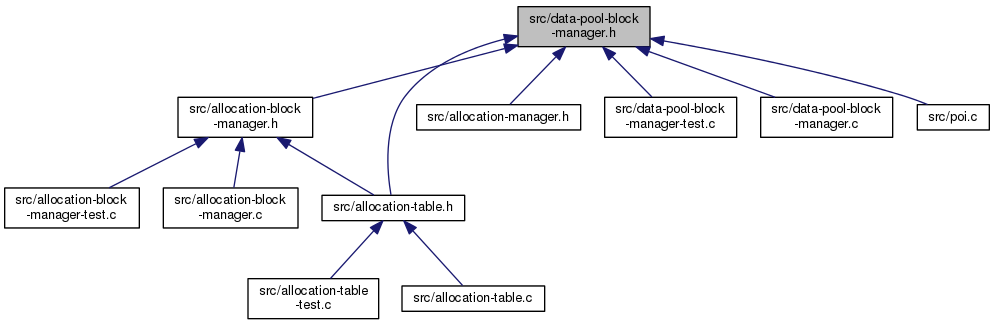 src/data-pool-block
-manager.h
src/allocation-block
-manager.h
src/allocation-manager.h
src/data-pool-block
-manager-test.c
src/data-pool-block
-manager.c
src/poi.c
src/allocation-block
-manager-test.c
src/allocation-block
-manager.c
src/allocation-table.h
src/allocation-table
-test.c
src/allocation-table.c